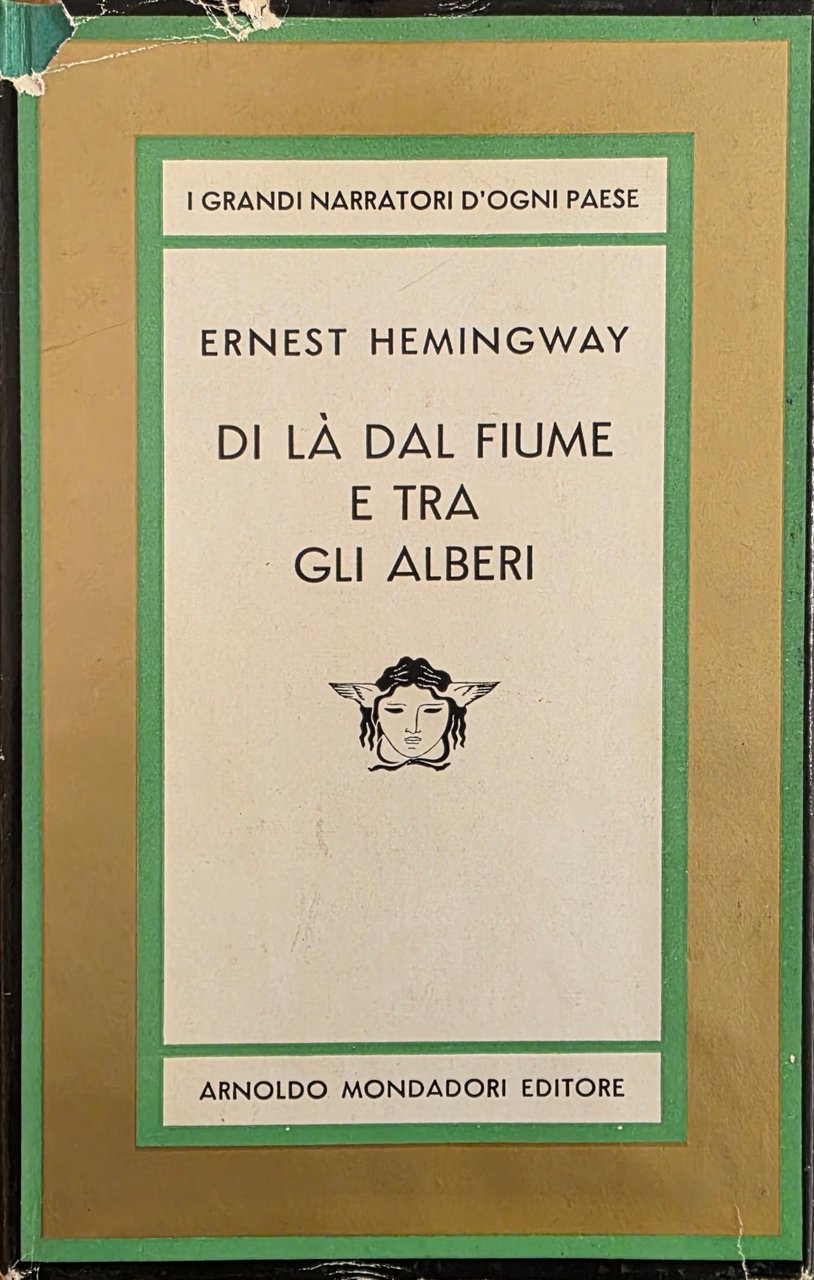 I GRANDI NARRATORI D'OGNI PAESE
ERNEST HEMINGWAY
DI LÀ DAL FIUME
E TRA
GLI ALBERI
ARNOLDO MONDADORI EDITORE